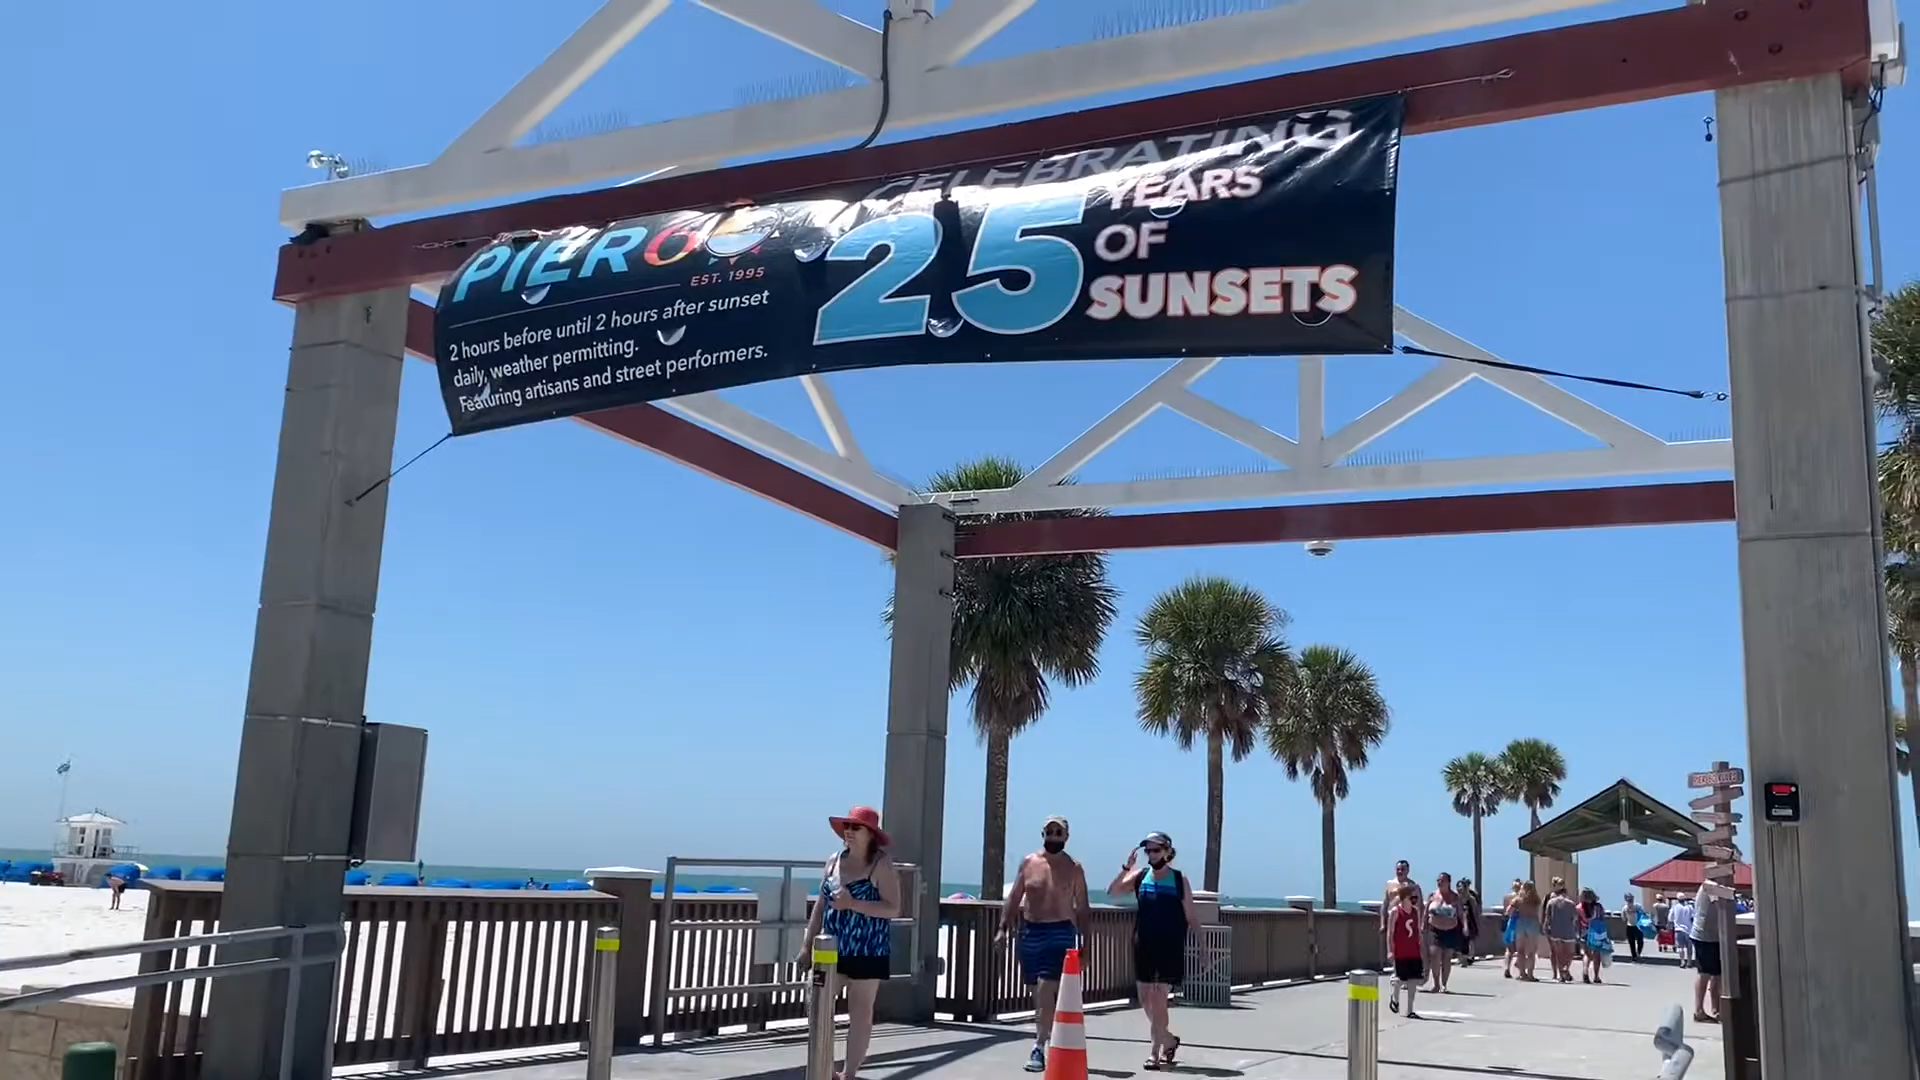 PIER 60
EST. 1995
2 hours before until 2 hours after sunset
daily, weather permitting.
Featuring artisans and street performers.
CELEBRATING
25 YEARS
OF
SUNSETS